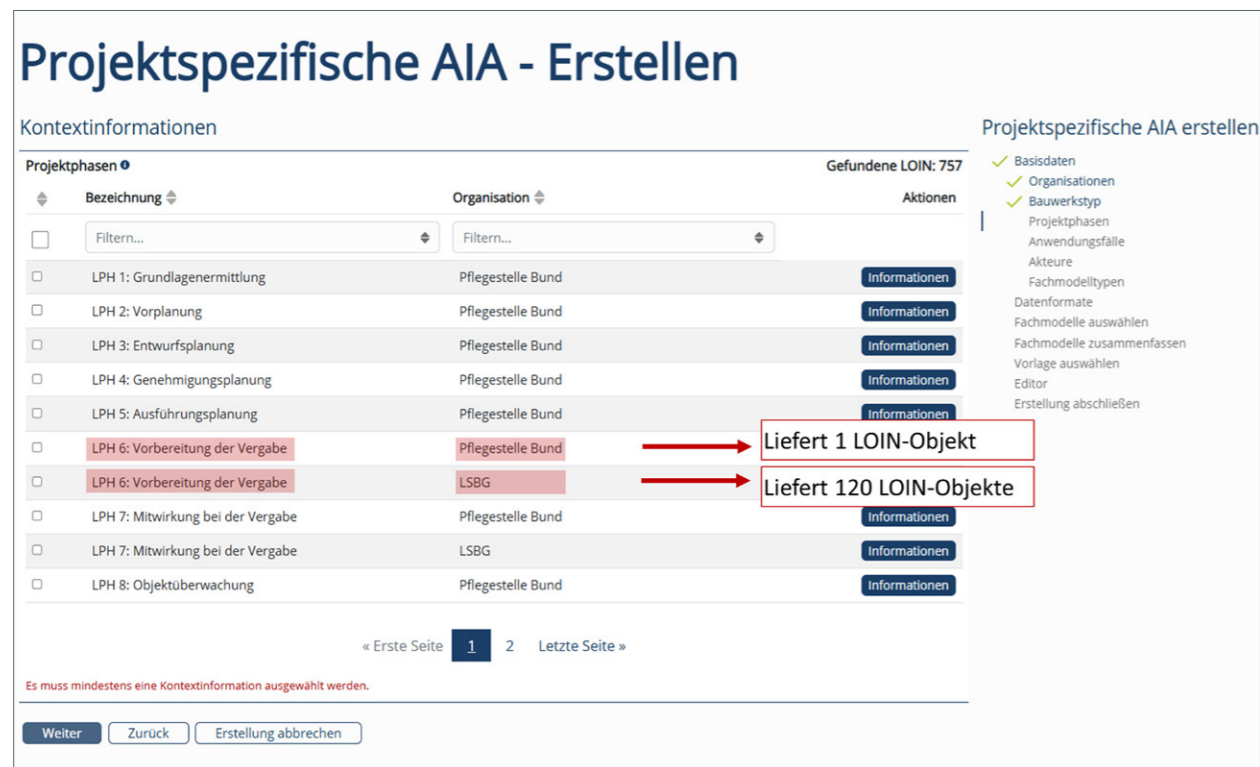 Projektspezifische AIA - Erstellen
Kontextinformationen
Projektphasen
Gefundene LOIN: 757
Bezeichnung
Organisation
Aktionen
Filtern...
Filtern...
LPH 1: Grundlagenermittlung Pflegestelle Bund Informationen
LPH 2: Vorplanung Pflegestelle Bund Informationen
LPH 3: Entwurfsplanung Pflegestelle Bund Informationen
LPH 4: Genehmigungsplanung Pflegestelle Bund Informationen
LPH 5: Ausführungsplanung Pflegestelle Bund Informationen
LPH 6: Vorbereitung der Vergabe Pflegestelle Bund Liefert 1 LOIN-Objekt
LPH 6: Vorbereitung der Vergabe LSBG Liefert 120 LOIN-Objekte
LPH 7: Mitwirkung bei der Vergabe Pflegestelle Bund Informationen
LPH 7: Mitwirkung bei der Vergabe LSBG Informationen
LPH 8: Objektüberwachung Pflegestelle Bund Informationen
« Erste Seite 1 2 Letzte Seite »
Es muss mindestens eine Kontextinformation ausgewählt werden.
Weiter Zurück Erstellung abbrechen
Projektspezifische AIA erstellen
Basisdaten
Organisationen
Bauwerkstyp
Projektphasen
Anwendungsfälle
Akteure
Fachmodelltypen
Datenformate
Fachmodelle auswählen
Fachmodelle zusammenfassen
Vorlage auswählen
Editor
Erstellung abschließen